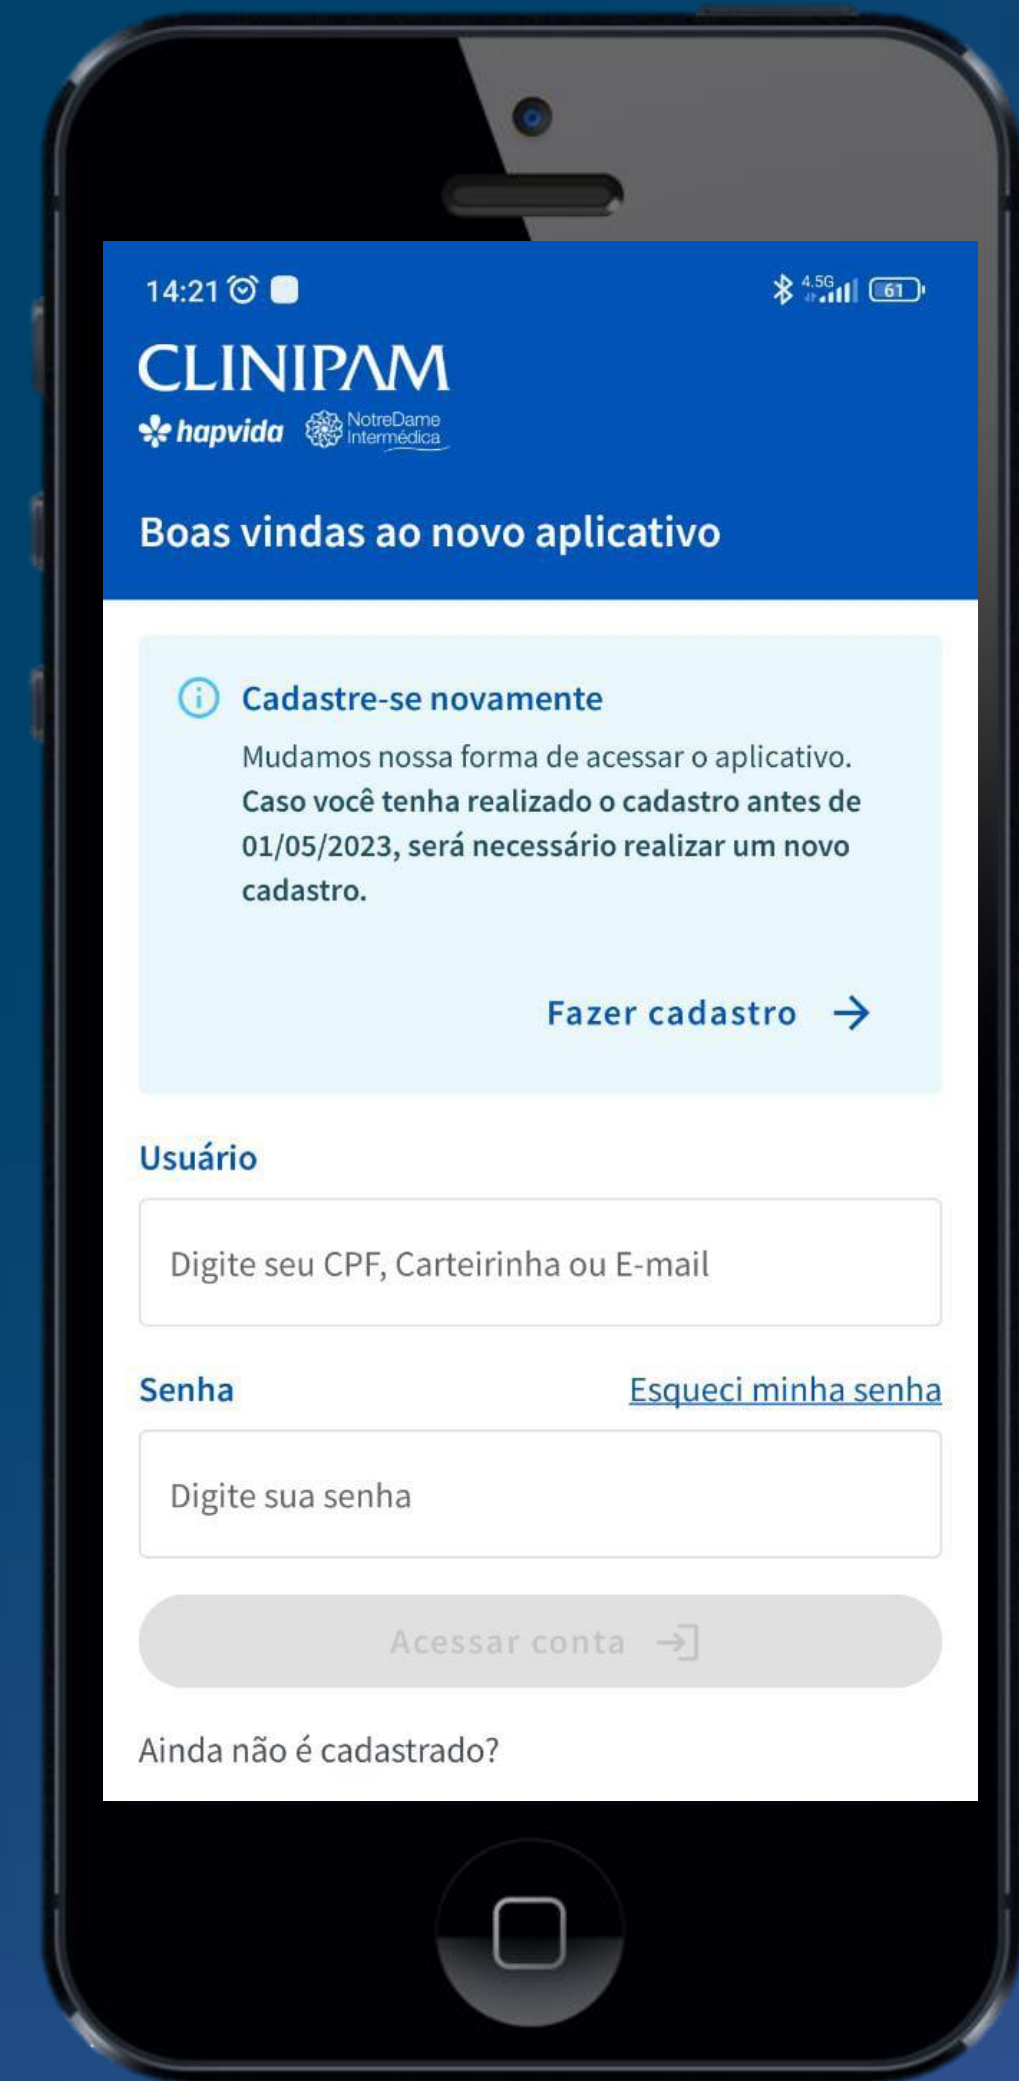 14:21
4.5G
61
CLINIPAM
hapvida NotreDame
Intermédica
Boas vindas ao novo aplicativo
Cadastre-se novamente
Mudamos nossa forma de acessar o aplicativo.
Caso você tenha realizado o cadastro antes de
01/05/2023, será necessário realizar um novo
cadastro.
Fazer cadastro
Usuário
Digite seu CPF, Carteirinha ou E-mail
Senha Esqueci minha senha
Digite sua senha
Acessar conta
Ainda não é cadastrado?